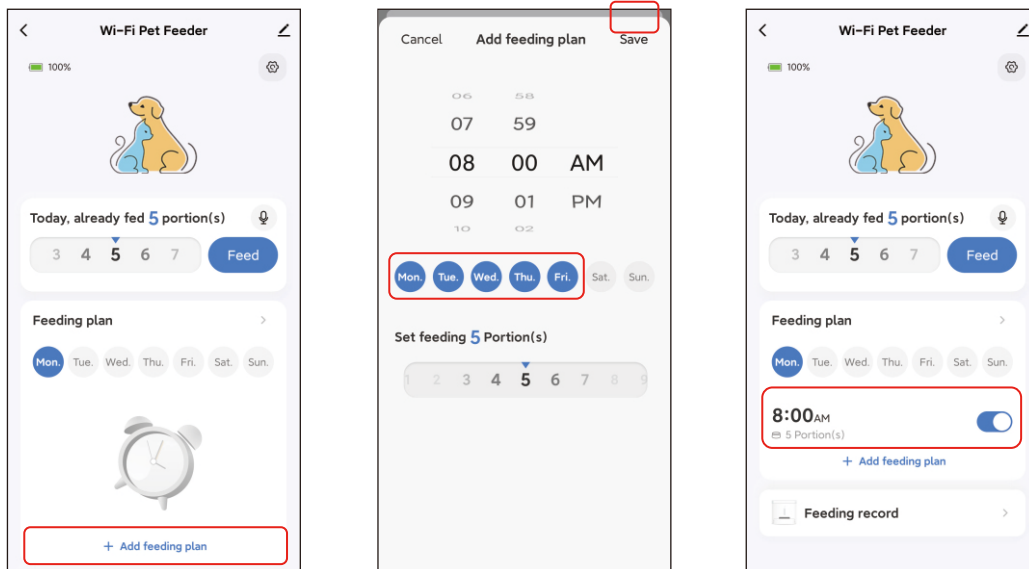 Wi-Fi Pet Feeder
100%
Today, already fed 5 portion(s)
3 4 5 6 7 Feed
Feeding plan
Mon. Tue. Wed. Thu. Fri. Sat. Sun.
+ Add feeding plan
Cancel Add feeding plan Save
06 58
07 59
08 00 AM
09 01 PM
10 02
Mon. Tue. Wed. Thu. Fri. Sat. Sun.
Set feeding 5 Portion(s)
1 2 3 4 5 6 7 8 9
Wi-Fi Pet Feeder
100%
Today, already fed 5 portion(s)
3 4 5 6 7 Feed
Feeding plan
Mon. Tue. Wed. Thu. Fri. Sat. Sun.
8:00AM
5 Portion(s)
+ Add feeding plan
Feeding record